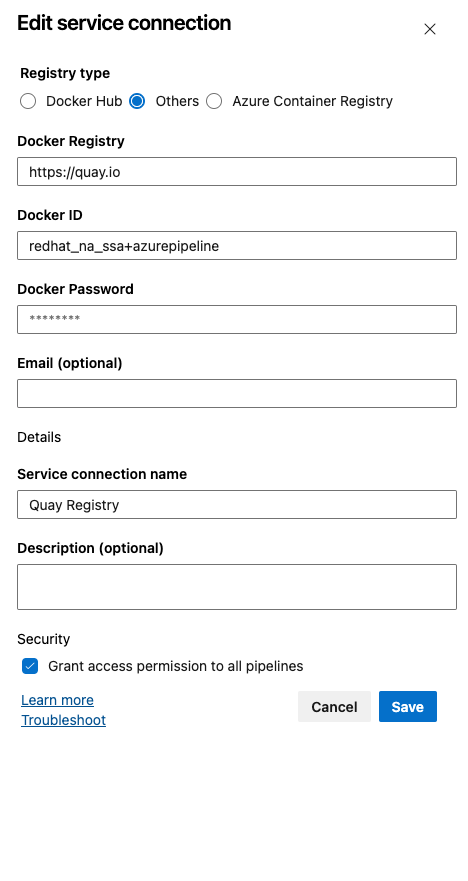 Edit service connection
Registry type
Docker Hub Others Azure Container Registry
Docker Registry
https://quay.io
Docker ID
redhat_na_ssa+azurepipeline
Docker Password
********
Email (optional)
Details
Service connection name
Quay Registry
Description (optional)
Security
Grant access permission to all pipelines
Learn more
Troubleshoot
Cancel Save